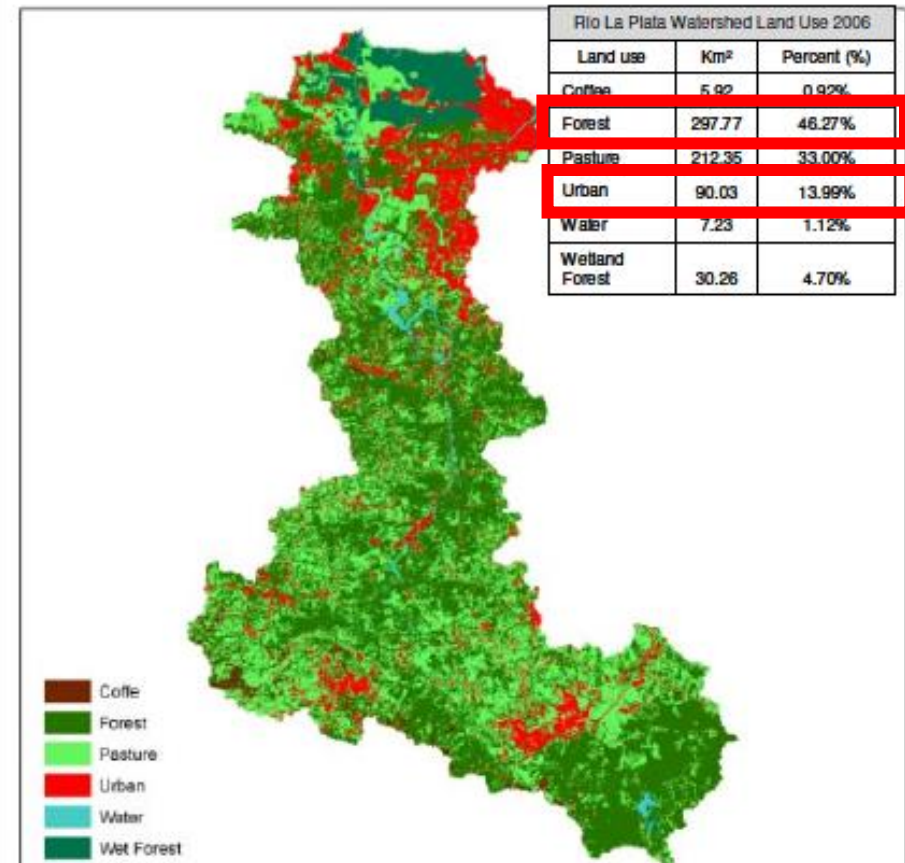 Rio La Plata Watershed Land Use 2006
Land use Km² Percent (%)
Coffee 5.92 0.92%
Forest 297.77 46.27%
Pasture 212.35 33.00%
Urban 90.03 13.99%
Water 7.23 1.12%
Wetland
Forest 30.26 4.70%
Coffe
Forest
Pasture
Urban
Water
Wet Forest